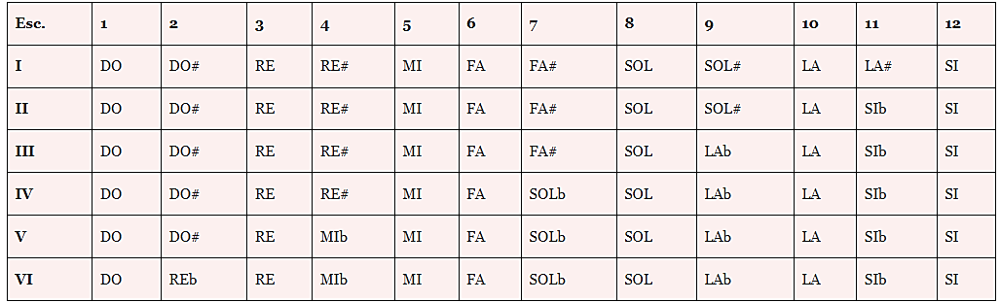 Esc. 1 2 3 4 5 6 7 8 9 10 11 12
I DO DO# RE RE# MI FA FA# SOL SOL# LA LA# SI
II DO DO# RE RE# MI FA FA# SOL SOL# LA SIb SI
III DO DO# RE RE# MI FA FA# SOL LAb LA SIb SI
IV DO DO# RE RE# MI FA SOLb SOL LAb LA SIb SI
V DO DO# RE MIb MI FA SOLb SOL LAb LA SIb SI
VI DO REb RE MIb MI FA SOLb SOL LAb LA SIb SI